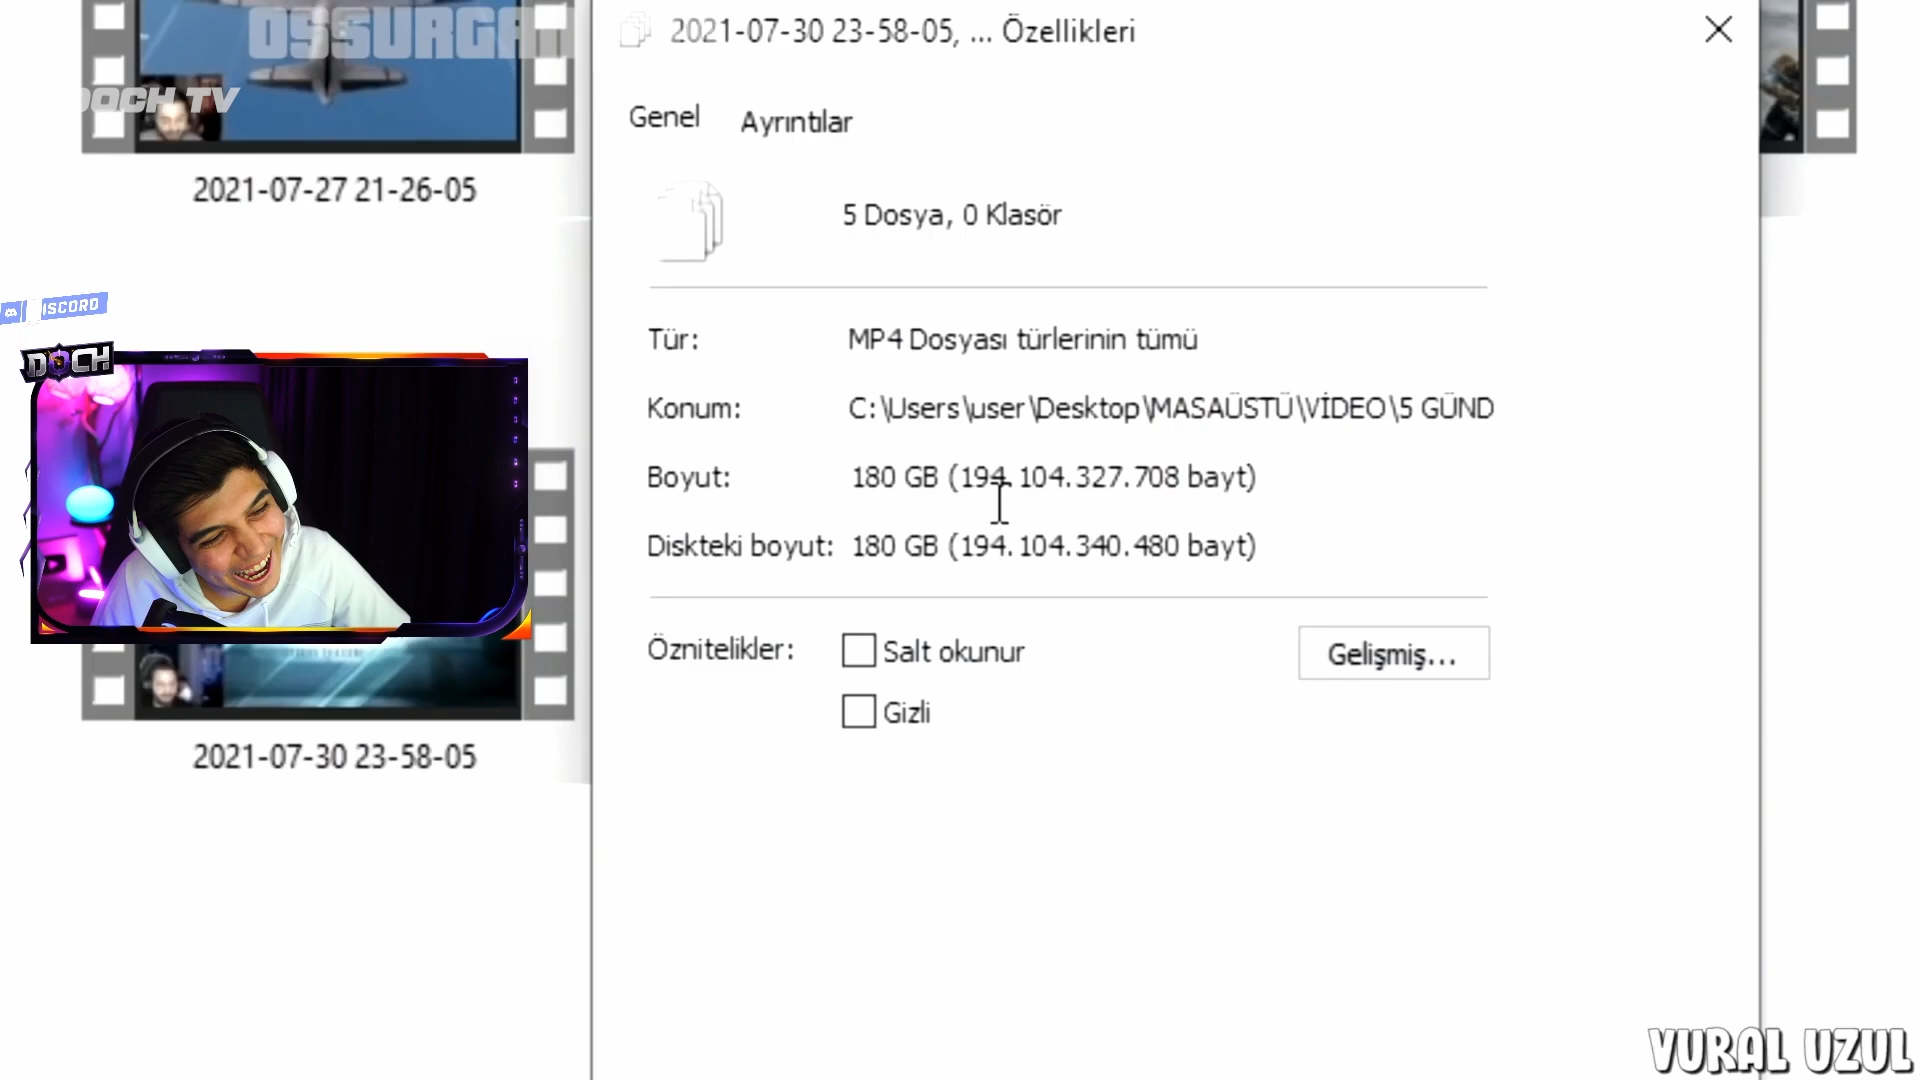 OSSURGAN
DOCH TV
2021-07-27 21-26-05
ISCORD
DOCH
2021-07-30 23-58-05
2021-07-30 23-58-05, ... Özellikleri
Genel
Ayrıntılar
5 Dosya, 0 Klasör
Tür: MP4 Dosyası türlerinin tümü
Konum: C:\Users\user\Desktop\MASAÜSTÜ\VİDEO\5 GÜND
Boyut: 180 GB (194.104.327.708 bayt)
Diskteki boyut: 180 GB (194.104.340.480 bayt)
Öznitelikler: Salt okunur
Gelişmiş...
Gizli
VURAL UZUL